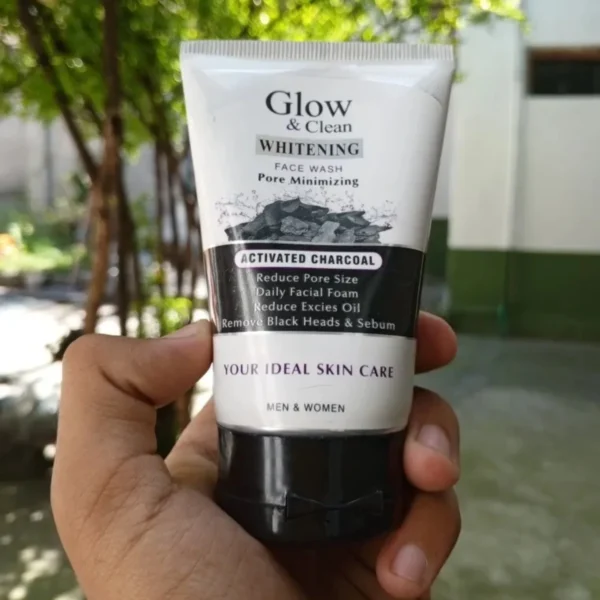 Glow
& Clean
WHITENING
FACE WASH
Pore Minimizing
ACTIVATED CHARCOAL
Reduce Pore Size
Daily Facial Foam
Reduce Excies Oil
Remove Black Heads & Sebum
YOUR IDEAL SKIN CARE
MEN & WOMEN